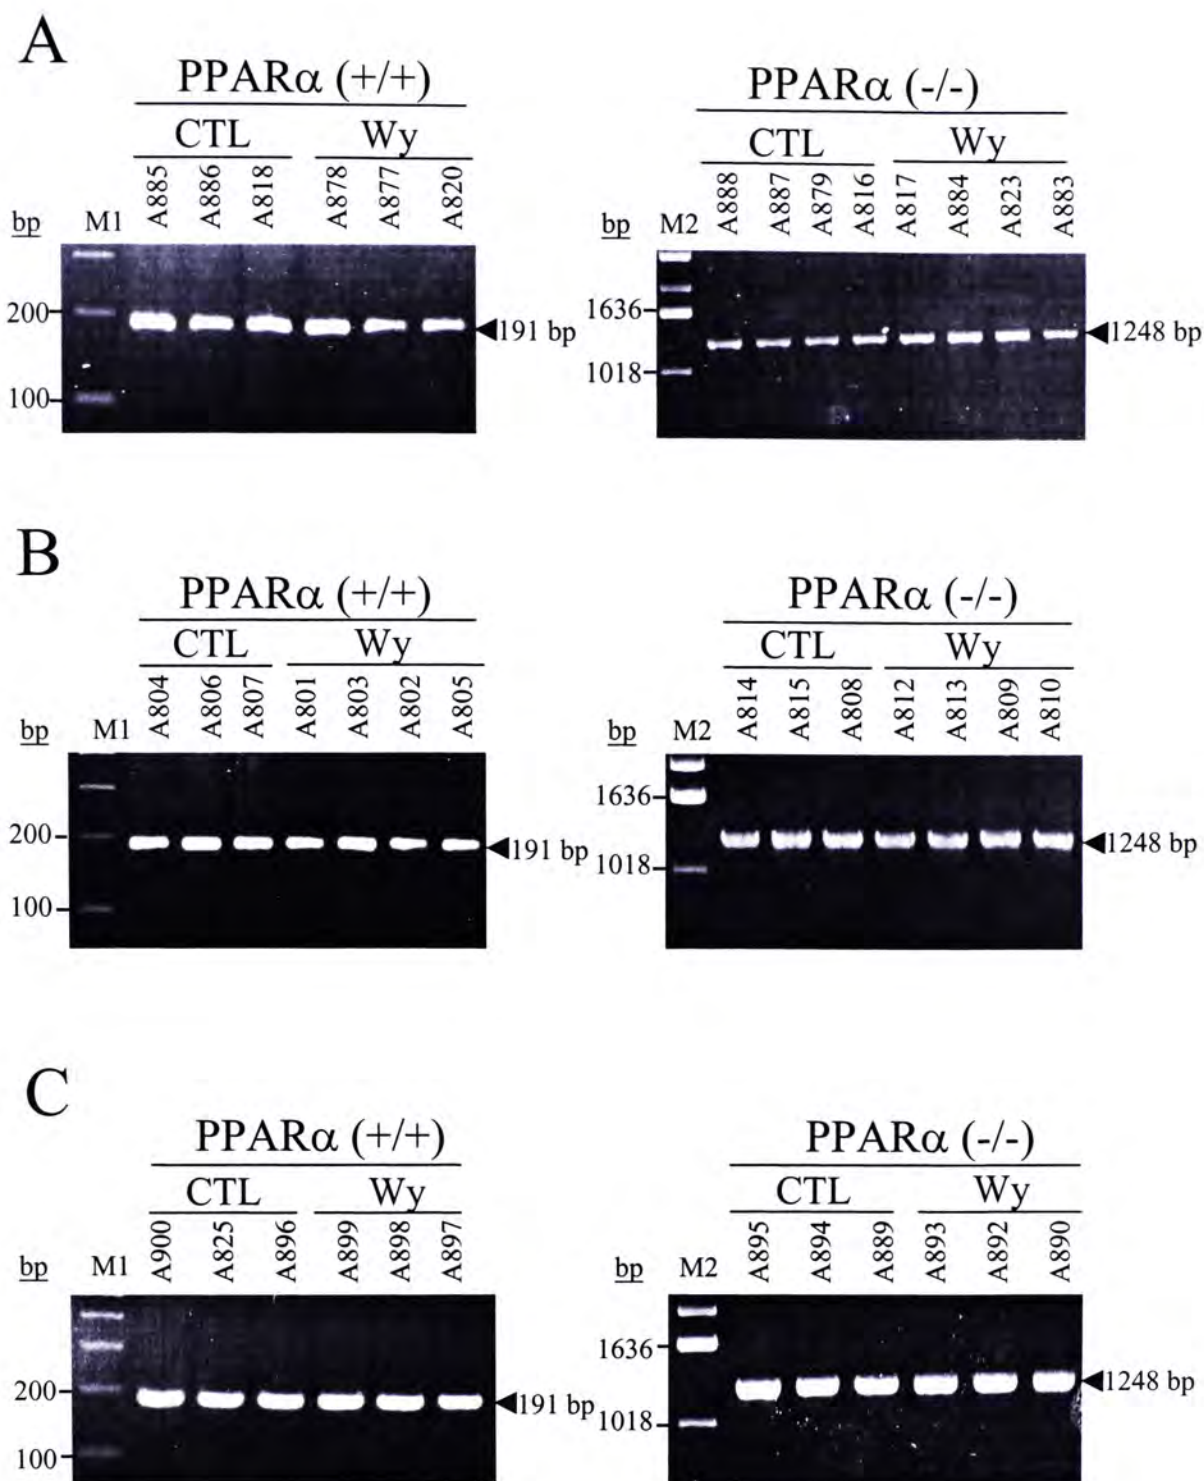 A
PPARα (+/+)
CTL Wy
A885 A886 A818 A878 A877 A820
bp M1
200
100
191 bp
PPARα (-/-)
CTL Wy
A888 A887 A879 A816 A817 A884 A823 A883
bp M2
1636
1018
1248 bp
B
PPARα (+/+)
CTL Wy
A804 A806 A807 A801 A803 A802 A805
bp M1
200
100
191 bp
PPARα (-/-)
CTL Wy
A814 A815 A808 A812 A813 A809 A810
bp M2
1636
1018
1248 bp
C
PPARα (+/+)
CTL Wy
A900 A825 A896 A899 A898 A897
bp M1
200
100
191 bp
PPARα (-/-)
CTL Wy
A895 A894 A889 A893 A892 A890
bp M2
1636
1018
1248 bp